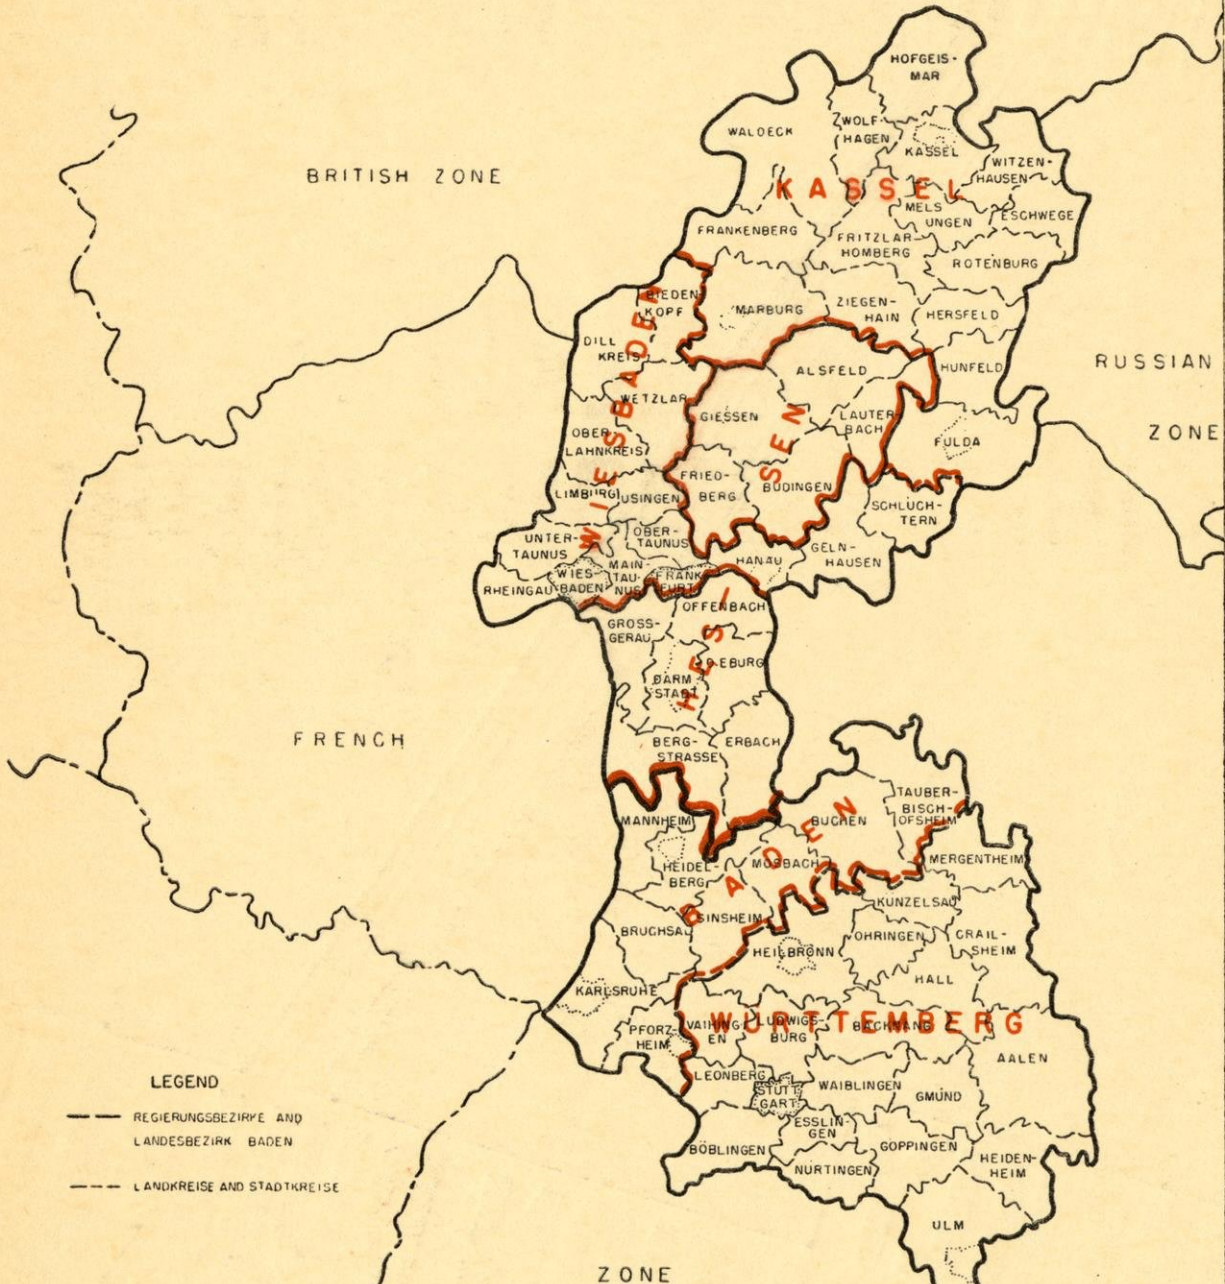 HOFGEIS-
MAR
WALDECK
WOLF-
HAGEN
KASSEL
WITZEN-
HAUSEN
KASSEL
MELS
UNGEN
ESCHWEGE
BRITISH ZONE
FRANKENBERG
FRITZLAR-
HOMBERG
ROTENBURG
BIEDEN
KOPF
MARBURG
ZIEGEN-
HAIN
HERSFELD
DILL
KREIS
WIESBADEN
ALSFELD
HUNFELD
RUSSIAN
ZONE
WETZLAR
GIESSEN
LAUTER
BACH
FULDA
OBER
LAHNKREIS
FRIED-
BERG
BÜDINGEN
LIMBURG
USINGEN
SCHLÜCH-
TERN
UNTER-
TAUNUS
OBER-
TAUNUS
HANAU
GELN-
HAUSEN
RHEINGAU
WIES-
BADEN
MAIN
TAU-
NUS
FRANK
FURT
OFFENBACH
GROSS-
GERAU
HESSEN
DIEBURG
DARM
STADT
FRENCH
BERG-
STRASSE
ERBACH
TAUBER-
BISCH-
OFSHEIM
MANNHEIM
BUCHEN
BADEN
HEIDEL-
BERG
MOSBACH
MERGENTHEIM
KUNZELSAU
SINSHEIM
BRUCHSAL
HEILBRONN
OHRINGEN
CRAIL-
SHEIM
HALL
KARLSRUHE
PFORZ-
HEIM
VAIHING-
EN
LUDWIGS-
BURG
BACKNANG
WURTTEMBERG
AALEN
LEONBERG
STUTT
GART
WAIBLINGEN
GMÜND
ESSLIN-
GEN
BÖBLINGEN
GOPPINGEN
NÜRTINGEN
HEIDEN-
HEIM
ULM
ZONE
LEGEND
REGIERUNGSBEZIRKE AND
LANDESBEZIRK BADEN
LANDKREISE AND STADTKREISE